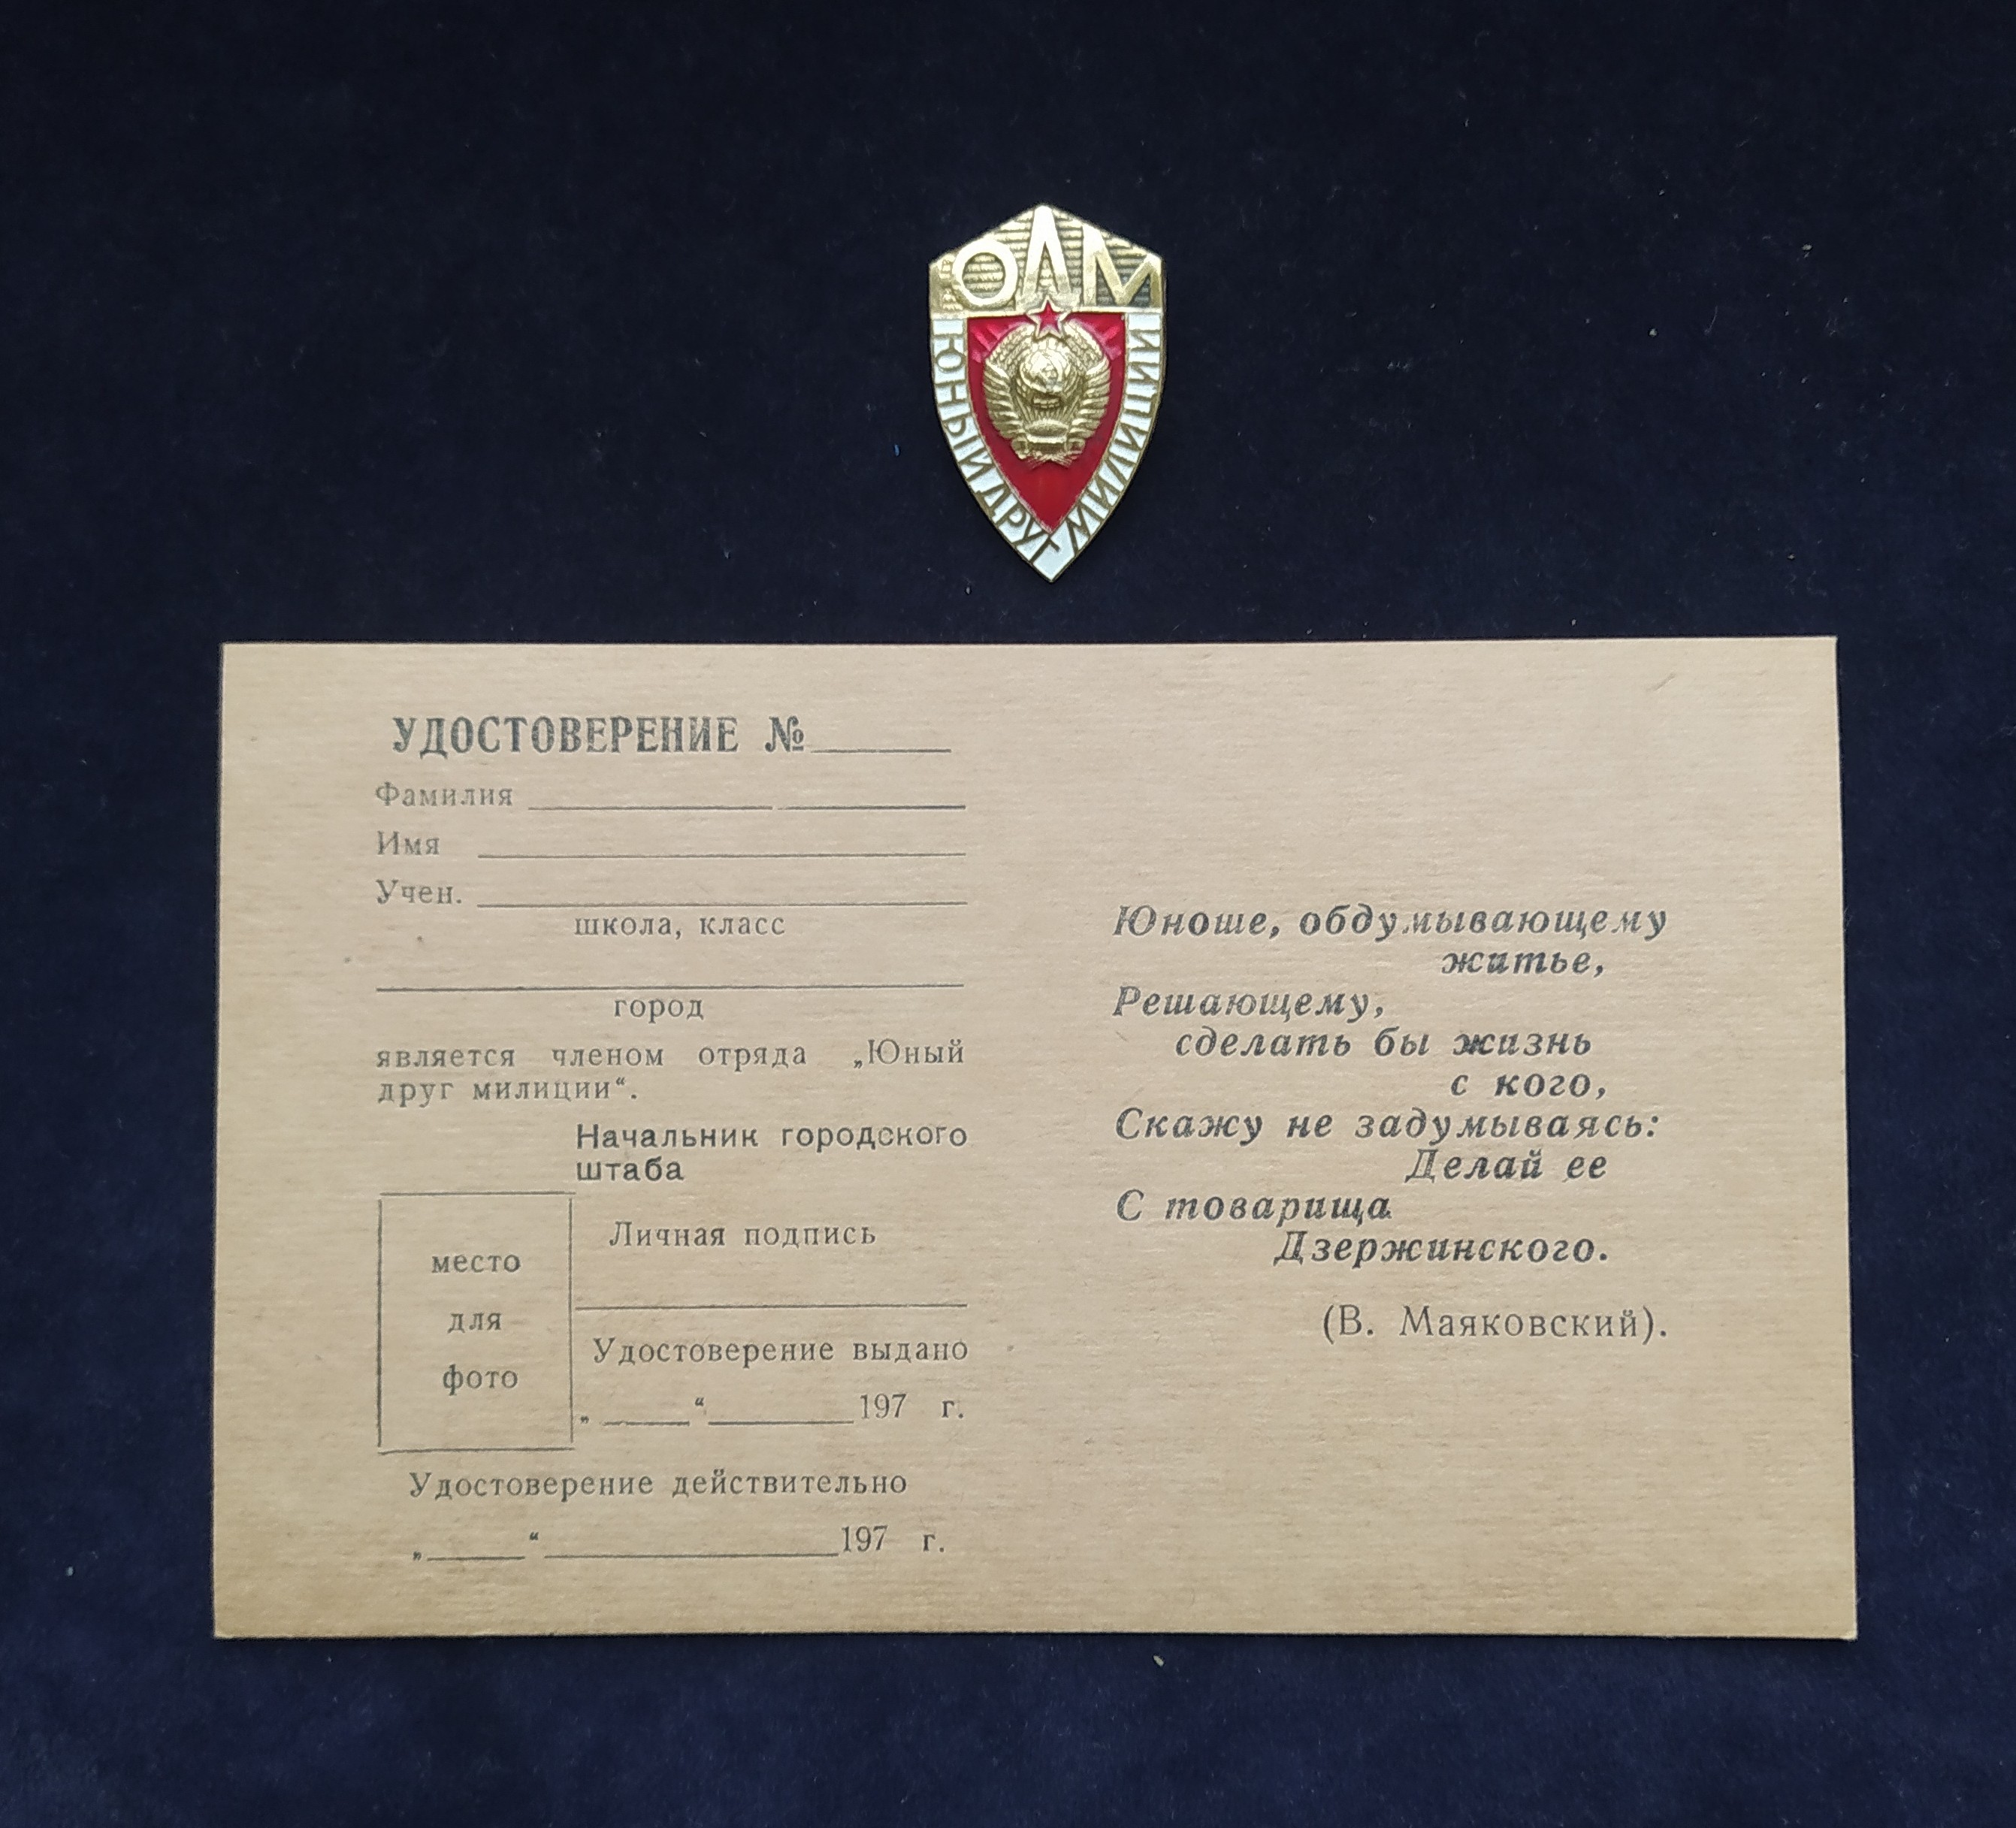 ЮДМ
ЮНЫЙ ДРУГ МИЛИЦИИ
УДОСТОВЕРЕНИЕ №
Фамилия
Имя
Учен.
школа, класс
город
является членом отряда „Юный
друг милиции“.
Начальник городского
штаба
место
для
фото
Личная подпись
Удостоверение выдано
„ “ 197 г.
Удостоверение действительно
„ “ 197 г.
Юноше, обдумывающему
житье,
Решающему,
сделать бы жизнь
с кого,
Скажу не задумываясь:
Делай ее
С товарища
Дзержинского.
(В. Маяковский).